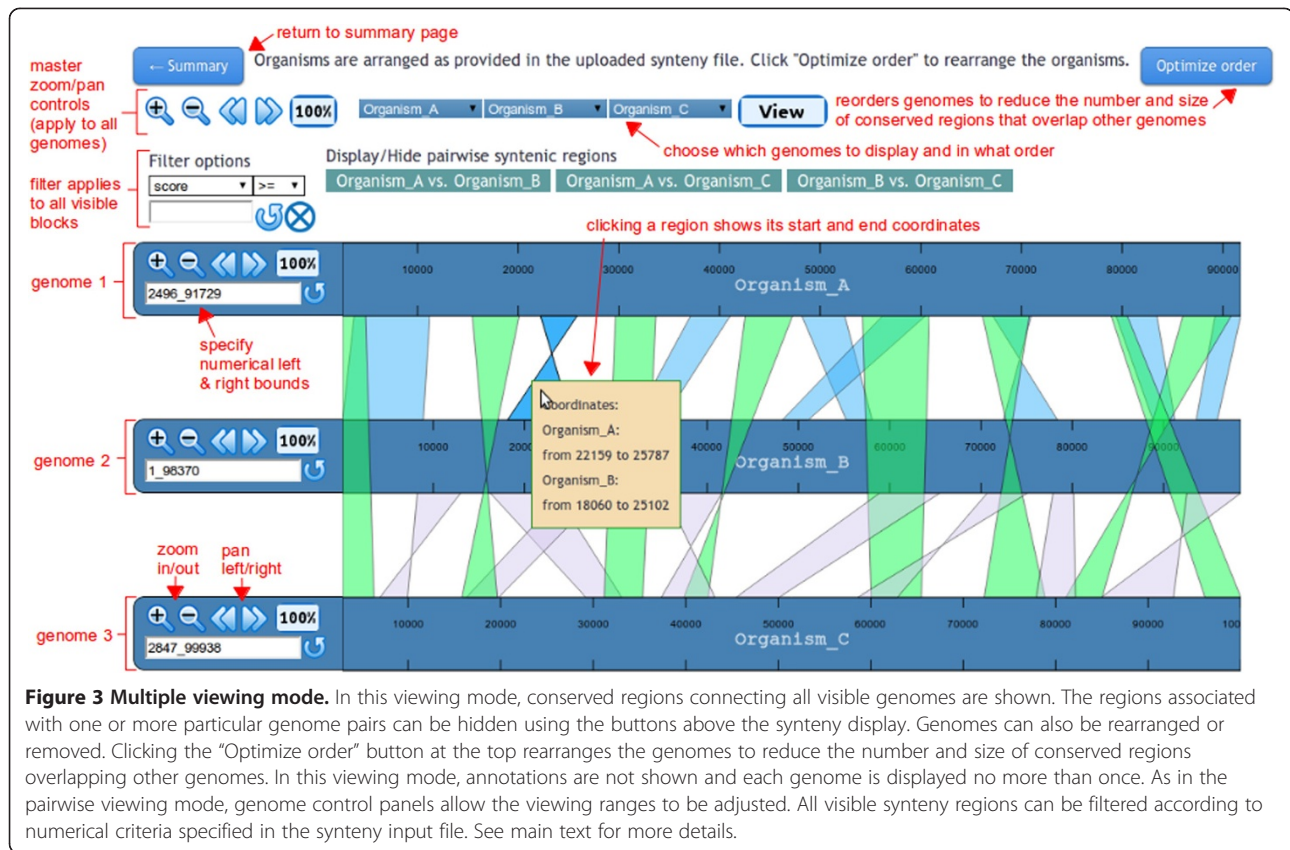 return to summary page
← Summary
Organisms are arranged as provided in the uploaded synteny file. Click "Optimize order" to rearrange the organisms.
Optimize order
master
zoom/pan
controls
(apply to all
genomes)
100%
Organism_A
Organism_B
Organism_C
View
reorders genomes to reduce the number and size
of conserved regions that overlap other genomes
choose which genomes to display and in what order
filter applies
to all visible
blocks
Filter options
score
>=
Display/Hide pairwise syntenic regions
Organism_A vs. Organism_B
Organism_A vs. Organism_C
Organism_B vs. Organism_C
clicking a region shows its start and end coordinates
genome 1
100%
2496_91729
10000 20000 30000 40000 50000 60000 70000 80000 90000
Organism_A
specify
numerical left
& right bounds
Coordinates:
Organism_A:
from 22159 to 25787
Organism_B:
from 18060 to 25102
genome 2
100%
1_98370
10000 2000 40000 50000 60000 70000 80000 90000
Organism_B
zoom
in/out
pan
left/right
genome 3
100%
2847_99938
10000 20000 30000 40000 50000 60000 70000 80000 90000 100
Organism_C
Figure 3 Multiple viewing mode. In this viewing mode, conserved regions connecting all visible genomes are shown. The regions associated
with one or more particular genome pairs can be hidden using the buttons above the synteny display. Genomes can also be rearranged or
removed. Clicking the "Optimize order" button at the top rearranges the genomes to reduce the number and size of conserved regions
overlapping other genomes. In this viewing mode, annotations are not shown and each genome is displayed no more than once. As in the
pairwise viewing mode, genome control panels allow the viewing ranges to be adjusted. All visible synteny regions can be filtered according to
numerical criteria specified in the synteny input file. See main text for more details.